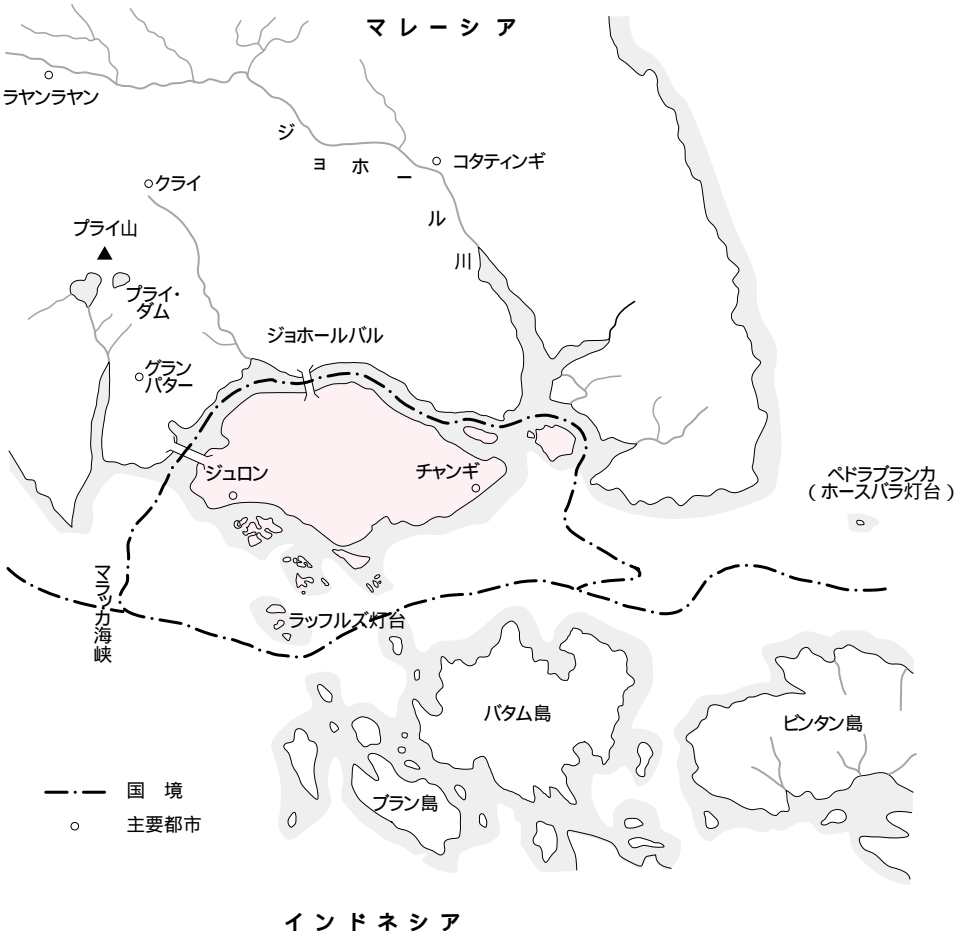 マレーシア
ラヤンラヤン
ジョホール川
コタティンギ
クライ
プライ山
プライ・
ダム
ジョホールバル
グラン
パター
ジュロン
チャンギ
ペドラブランカ
(ホースバラ灯台)
マラッカ海峡
ラッフルズ灯台
バタム島
ビンタン島
ブラン島
国 境
主要都市
インドネシア